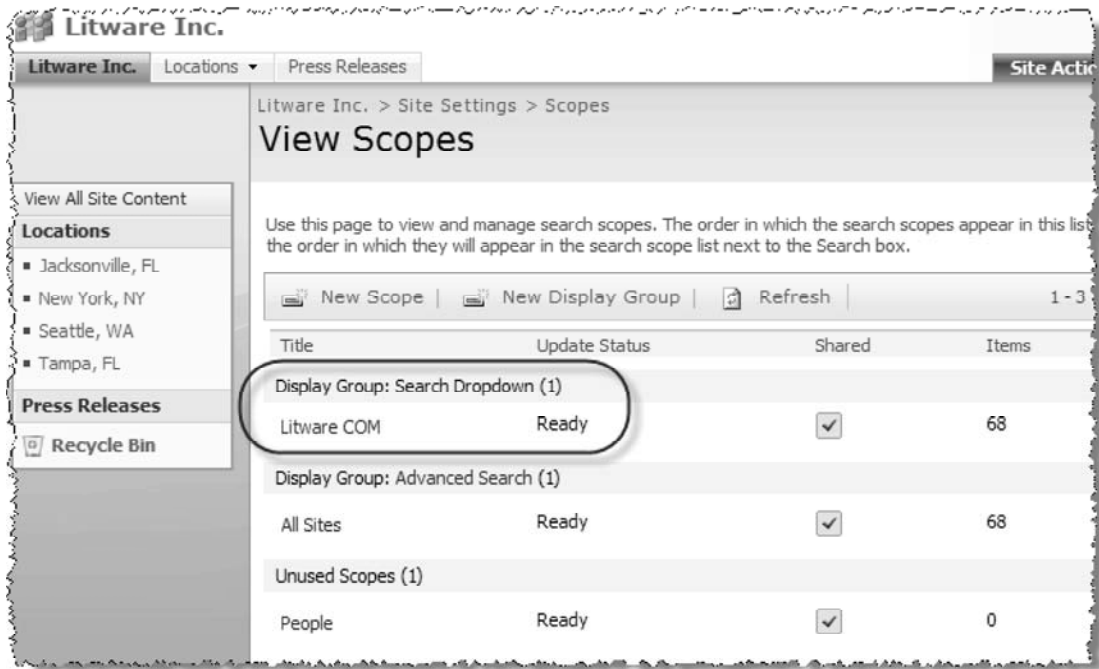 Litware Inc.
Litware Inc. Locations Press Releases Site Actio
Litware Inc. > Site Settings > Scopes
View Scopes
View All Site Content
Locations
Jacksonville, FL
New York, NY
Seattle, WA
Tampa, FL
Press Releases
Recycle Bin
Use this page to view and manage search scopes. The order in which the search scopes appear in this list
the order in which they will appear in the search scope list next to the Search box.
New Scope | New Display Group | Refresh 1 - 3
Title Update Status Shared Items
Display Group: Search Dropdown (1)
Litware COM Ready 68
Display Group: Advanced Search (1)
All Sites Ready 68
Unused Scopes (1)
People Ready 0